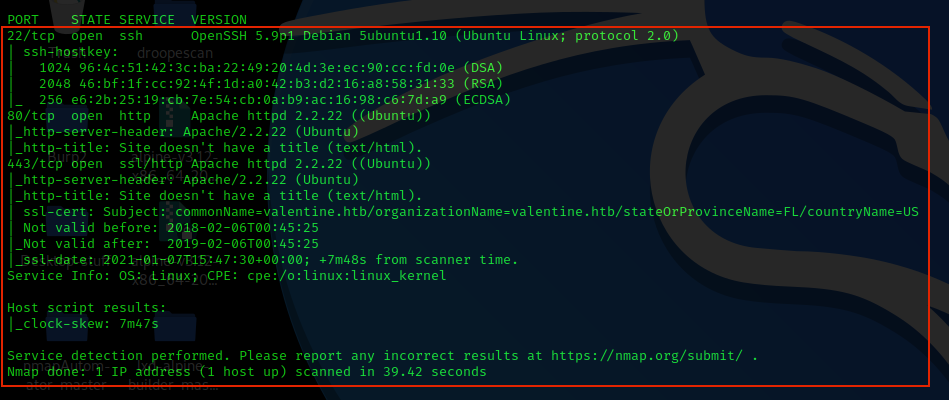 PORT    STATE SERVICE  VERSION
22/tcp  open  ssh      OpenSSH 5.9p1 Debian 5ubuntu1.10 (Ubuntu Linux; protocol 2.0)
| ssh-hostkey:
|   1024 96:4c:51:42:3c:ba:22:49:20:4d:3e:ec:90:cc:fd:0e (DSA)
|   2048 46:bf:1f:cc:92:4f:1d:a0:42:b3:d2:16:a8:58:31:33 (RSA)
|_  256 e6:2b:25:19:cb:7e:54:cb:0a:b9:ac:16:98:c6:7d:a9 (ECDSA)
80/tcp  open  http     Apache httpd 2.2.22 ((Ubuntu))
|_http-server-header: Apache/2.2.22 (Ubuntu)
|_http-title: Site doesn't have a title (text/html).
443/tcp open  ssl/http Apache httpd 2.2.22 ((Ubuntu))
|_http-server-header: Apache/2.2.22 (Ubuntu)
|_http-title: Site doesn't have a title (text/html).
| ssl-cert: Subject: commonName=valentine.htb/organizationName=valentine.htb/stateOrProvinceName=FL/countryName=US
| Not valid before: 2018-02-06T00:45:25
|_Not valid after:  2019-02-06T00:45:25
|_ssl-date: 2021-01-07T15:47:30+00:00; +7m48s from scanner time.
Service Info: OS: Linux; CPE: cpe:/o:linux:linux_kernel
Host script results:
|_clock-skew: 7m47s
Service detection performed. Please report any incorrect results at https://nmap.org/submit/ .
Nmap done: 1 IP address (1 host up) scanned in 39.42 seconds
droopescan